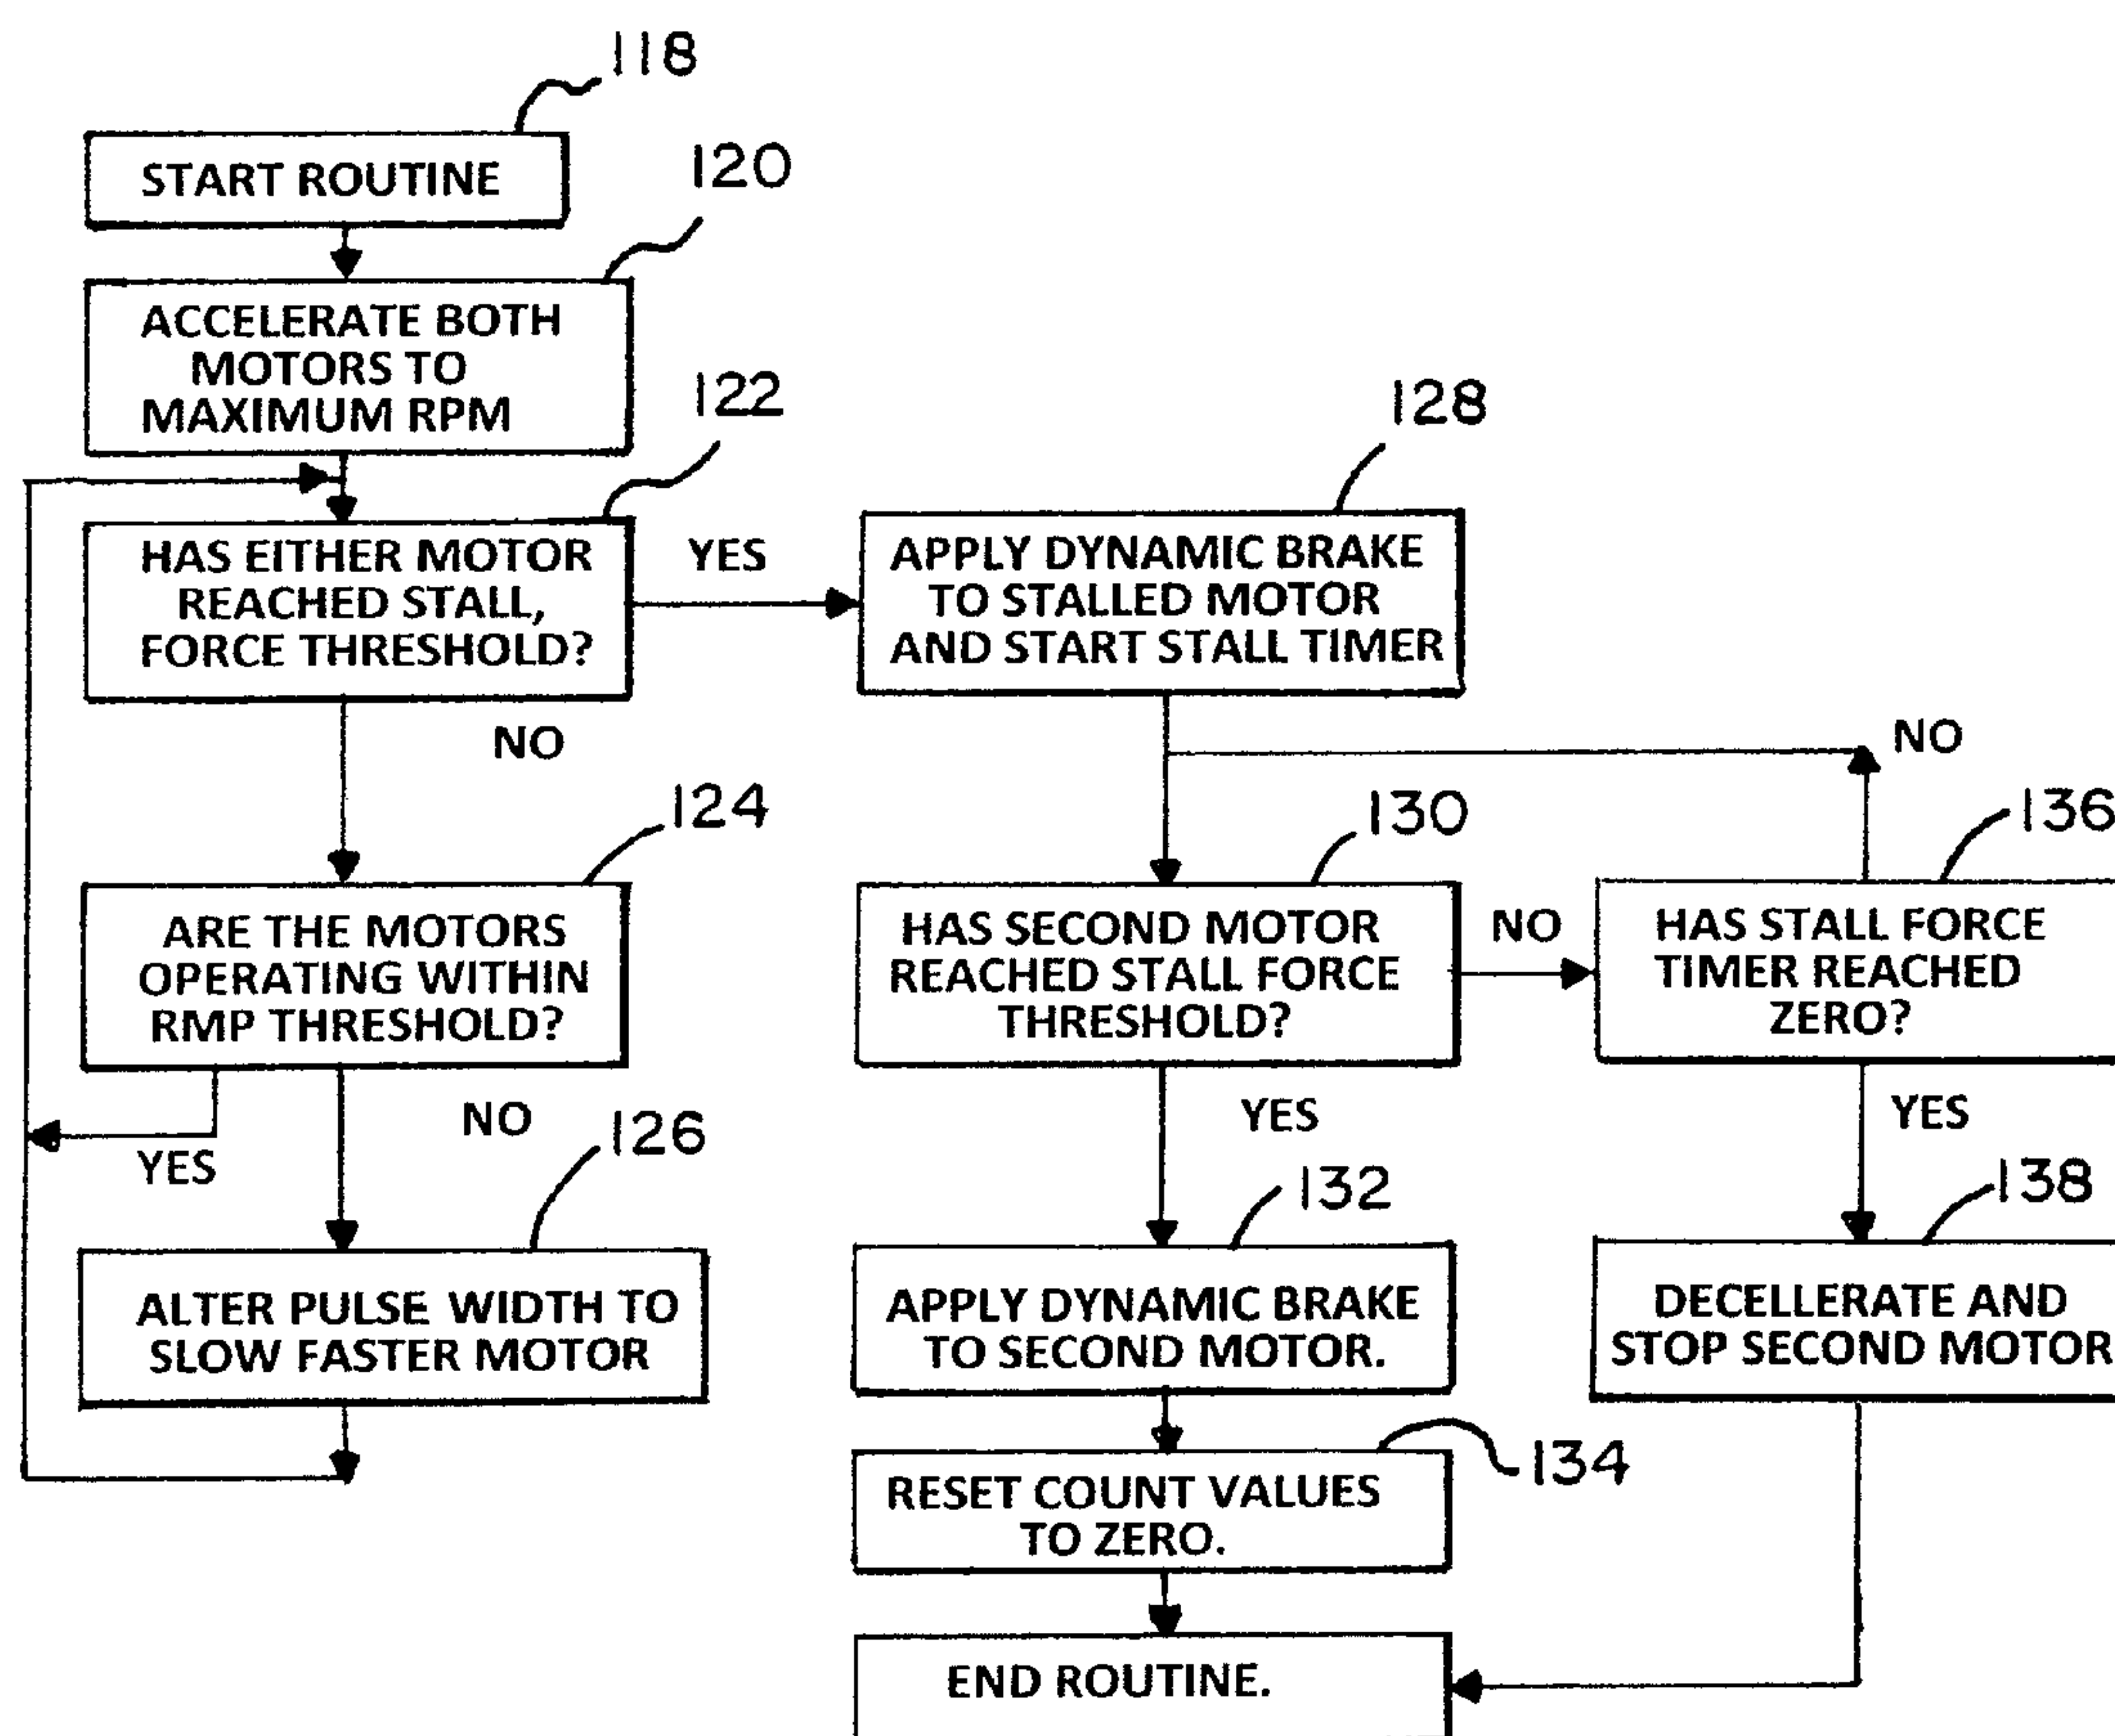 118
START ROUTINE
120
ACCELERATE BOTH
MOTORS TO
MAXIMUM RPM
122
HAS EITHER MOTOR
REACHED STALL,
FORCE THRESHOLD?
YES
NO
128
APPLY DYNAMIC BRAKE
TO STALLED MOTOR
AND START STALL TIMER
124
ARE THE MOTORS
OPERATING WITHIN
RMP THRESHOLD?
YES
NO
126
ALTER PULSE WIDTH TO
SLOW FASTER MOTOR
130
HAS SECOND MOTOR
REACHED STALL FORCE
THRESHOLD?
NO
YES
136
HAS STALL FORCE
TIMER REACHED
ZERO?
NO
YES
132
APPLY DYNAMIC BRAKE
TO SECOND MOTOR.
138
DECELLERATE AND
STOP SECOND MOTOR
134
RESET COUNT VALUES
TO ZERO.
END ROUTINE.